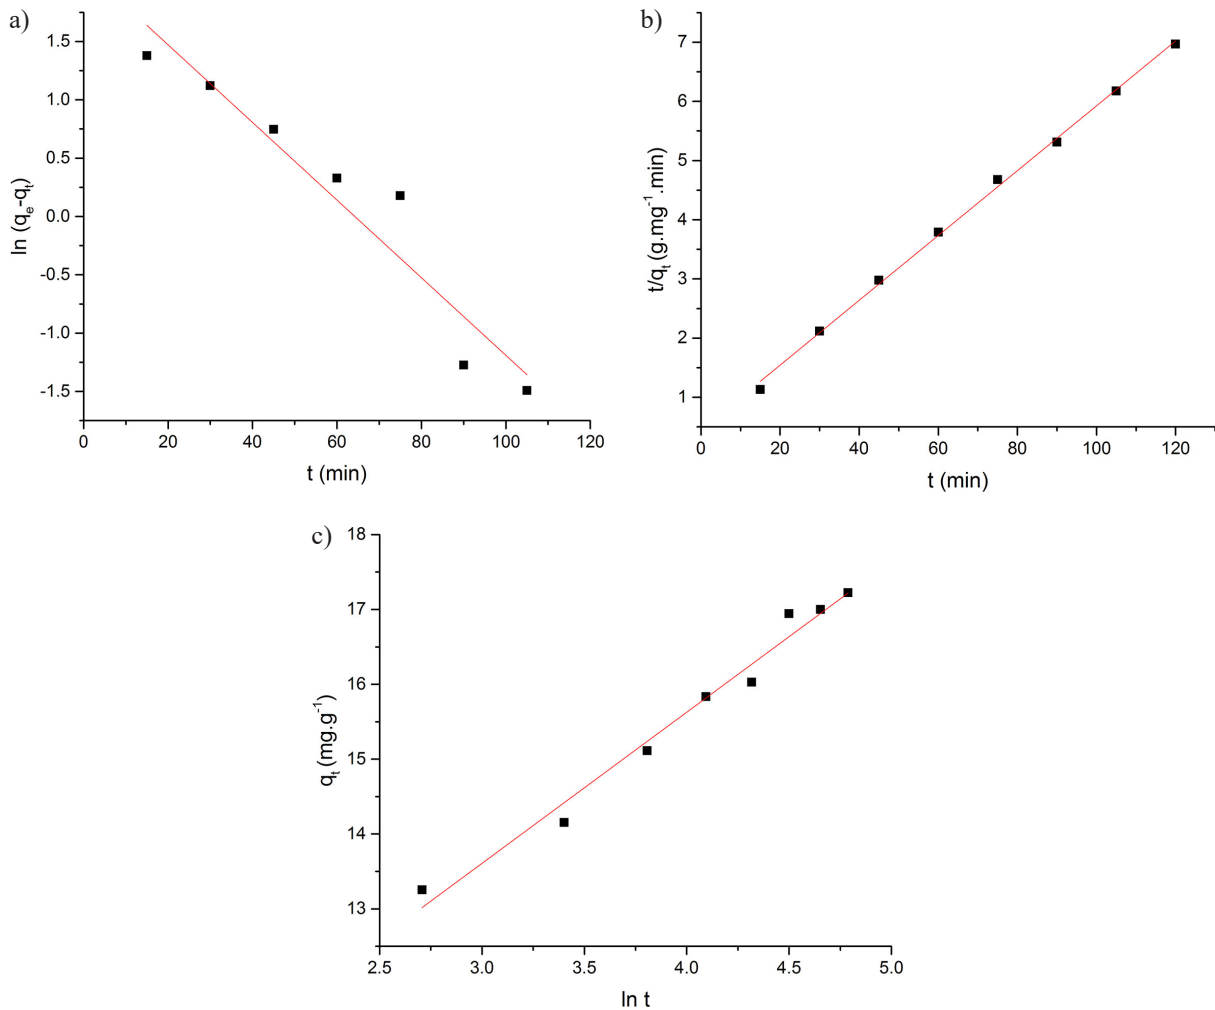 a)
1.5
1.0
0.5
0.0
-0.5
-1.0
-1.5
ln (qₑ-qₜ)
0 20 40 60 80 100 120
t (min)
b)
7
6
5
4
3
2
1
t/qₜ (g.mg⁻¹.min)
0 20 40 60 80 100 120
t (min)
c)
18
17
16
15
14
13
qₜ (mg.g⁻¹)
2.5 3.0 3.5 4.0 4.5 5.0
ln t